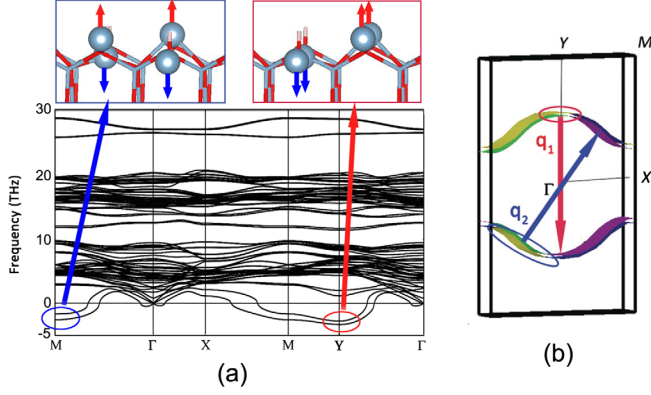 30
20
10
0
-5
Frequency (THz)
M Γ X M Y Γ
(a)
Y M
q1
Γ X
q2
(b)